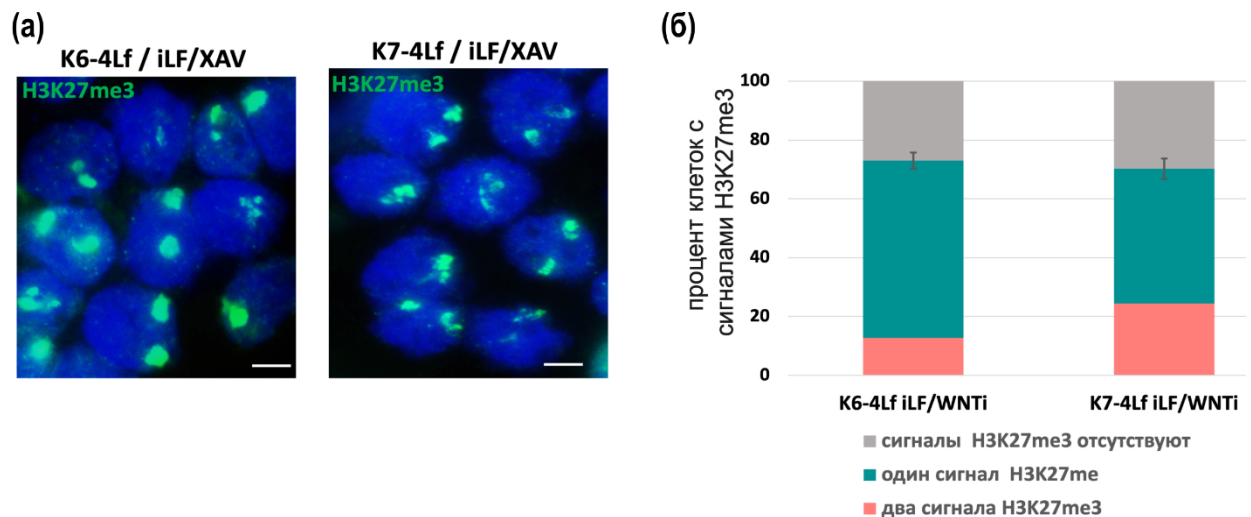 (а)
K6-4Lf / iLF/XAV
H3K27me3
K7-4Lf / iLF/XAV
H3K27me3
(б)
процент клеток с
сигналами H3K27me3
100
80
60
40
20
0
K6-4Lf iLF/WNTi
K7-4Lf iLF/WNTi
сигналы H3K27me3 отсутствуют
один сигнал H3K27me
два сигнала H3K27me3